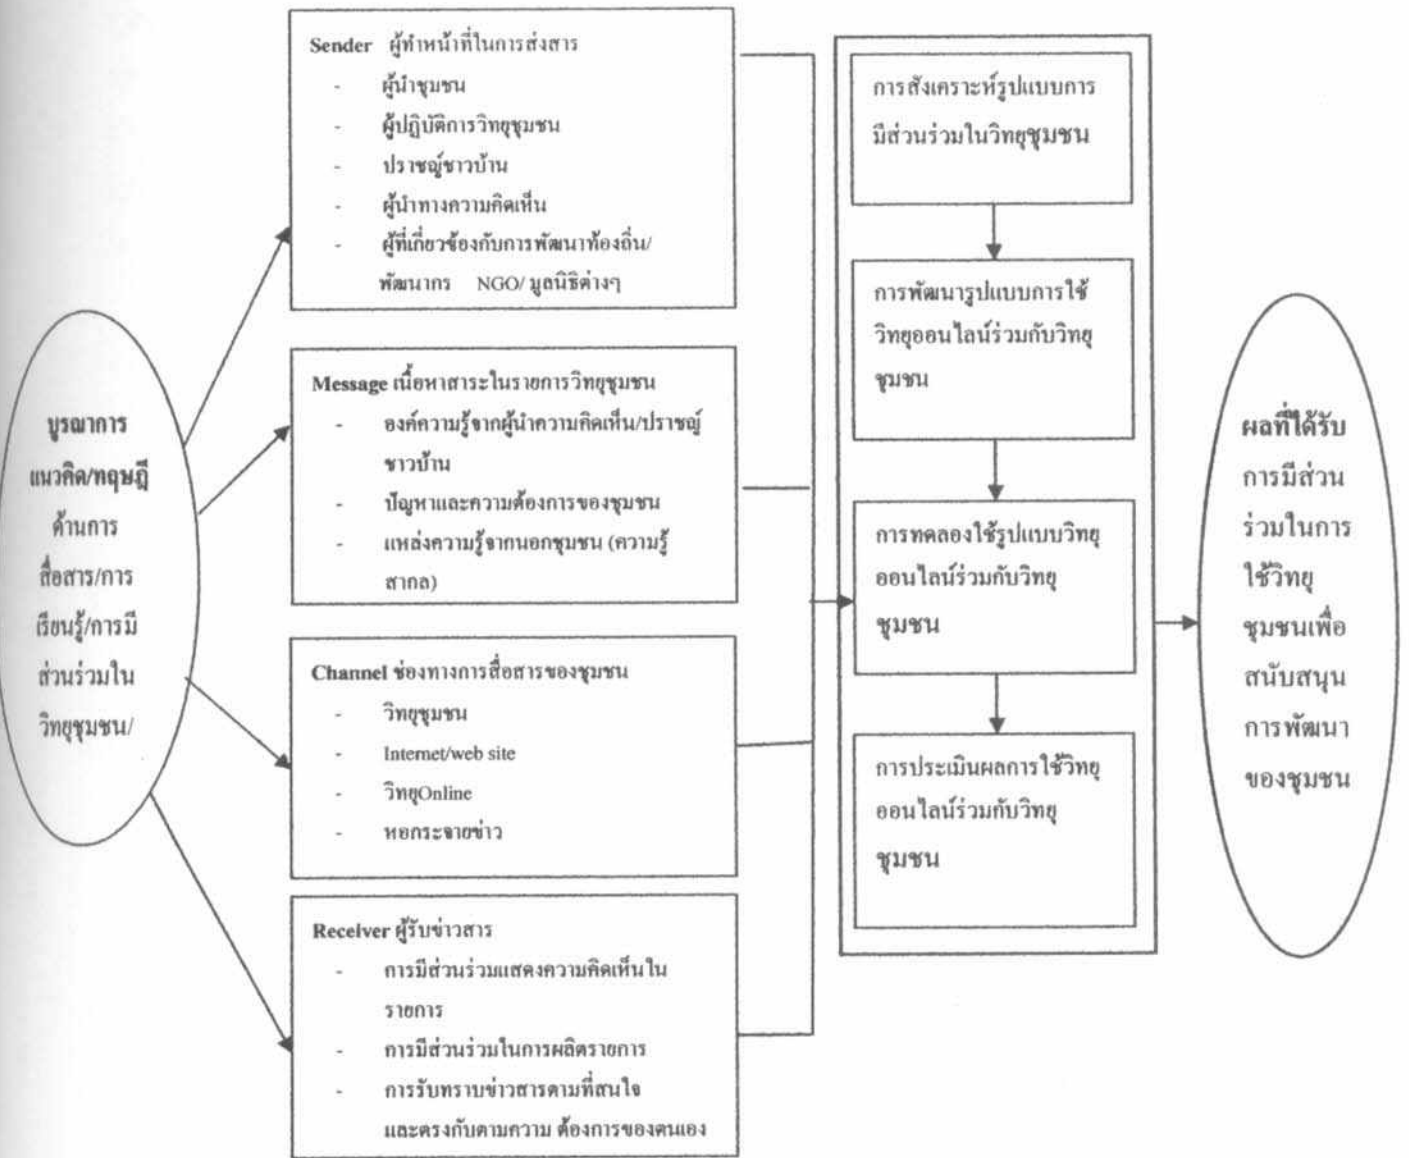 บูรณาการ
แนวคิด/ทฤษฎี
ด้านการ
สื่อสาร/การ
เรียนรู้/การมี
ส่วนร่วมใน
วิทยุชุมชน/
Sender ผู้ทำหน้าที่ในการส่งสาร
- ผู้นำชุมชน
- ผู้ปฏิบัติการวิทยุชุมชน
- ปราชญ์ชาวบ้าน
- ผู้นำทางความคิดเห็น
- ผู้ที่เกี่ยวข้องกับการพัฒนาท้องถิ่น/
พัฒนากร NGO/ มูลนิธิต่างๆ
Message เนื้อหาสาระในรายการวิทยุชุมชน
- องค์ความรู้จากผู้นำความคิดเห็น/ปราชญ์
ชาวบ้าน
- ปัญหาและความต้องการของชุมชน
- แหล่งความรู้จากนอกชุมชน (ความรู้
สากล)
Channel ช่องทางการสื่อสารของชุมชน
- วิทยุชุมชน
- Internet/web site
- วิทยุOnline
- หอกระจายข่าว
Receiver ผู้รับข่าวสาร
- การมีส่วนร่วมแสดงความคิดเห็นใน
รายการ
- การมีส่วนร่วมในการผลิตรายการ
- การรับทราบข่าวสารตามที่สนใจ
และตรงกับตามความ ต้องการของตนเอง
การสังเคราะห์รูปแบบการ
มีส่วนร่วมในวิทยุชุมชน
การพัฒนารูปแบบการใช้
วิทยุออนไลน์ร่วมกับวิทยุ
ชุมชน
การทดลองใช้รูปแบบวิทยุ
ออนไลน์ร่วมกับวิทยุ
ชุมชน
การประเมินผลการใช้วิทยุ
ออนไลน์ร่วมกับวิทยุ
ชุมชน
ผลที่ได้รับ
การมีส่วน
ร่วมในการ
ใช้วิทยุ
ชุมชนเพื่อ
สนับสนุน
การพัฒนา
ของชุมชน